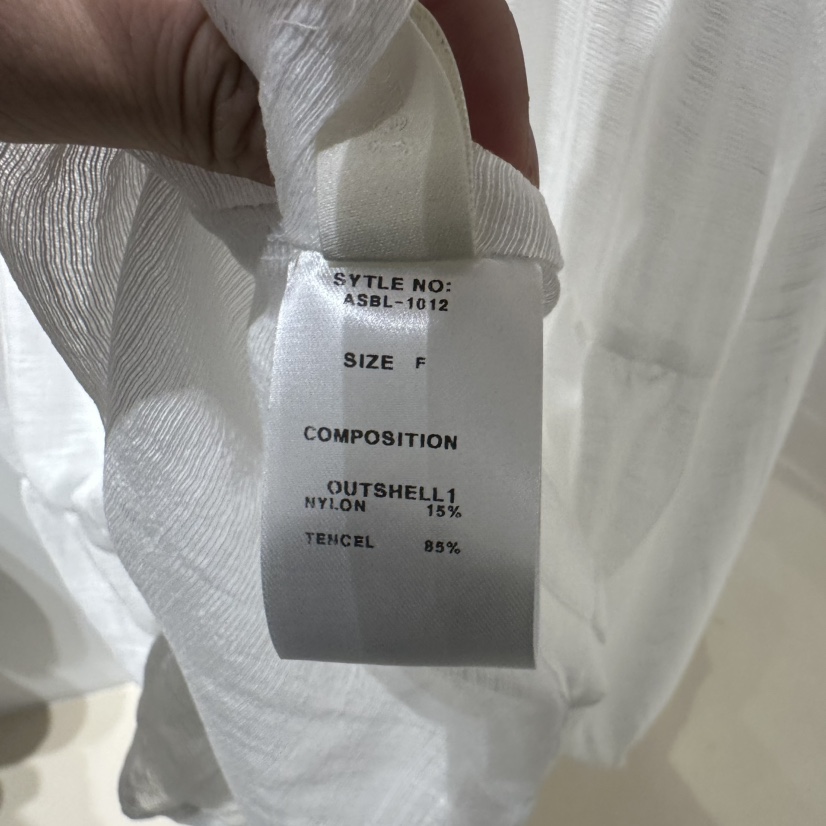 SYTLE NO:
ASBL-1012
SIZE F
COMPOSITION
OUTSHELL1
NYLON 15%
TENCEL 85%